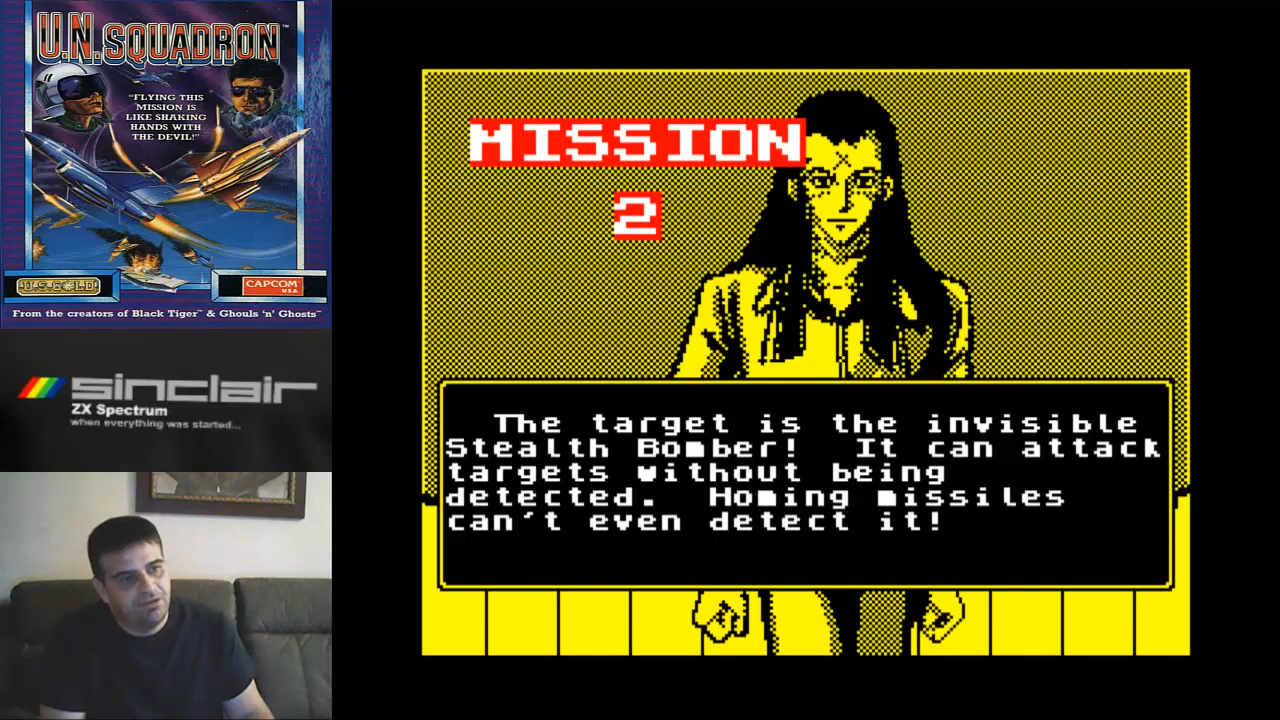 U.N. SQUADRON™
"FLYING THIS
MISSION IS
LIKE SHAKING
HANDS WITH
THE DEVIL!"
U.S. GOLD
CAPCOM
USA
From the creators of Black Tiger™ & Ghouls 'n' Ghosts™
sinclair
ZX Spectrum
when everything was started...
MISSION
2
The target is the invisible
Stealth Bomber! It can attack
targets without being
detected. Homing missiles
can't even detect it!